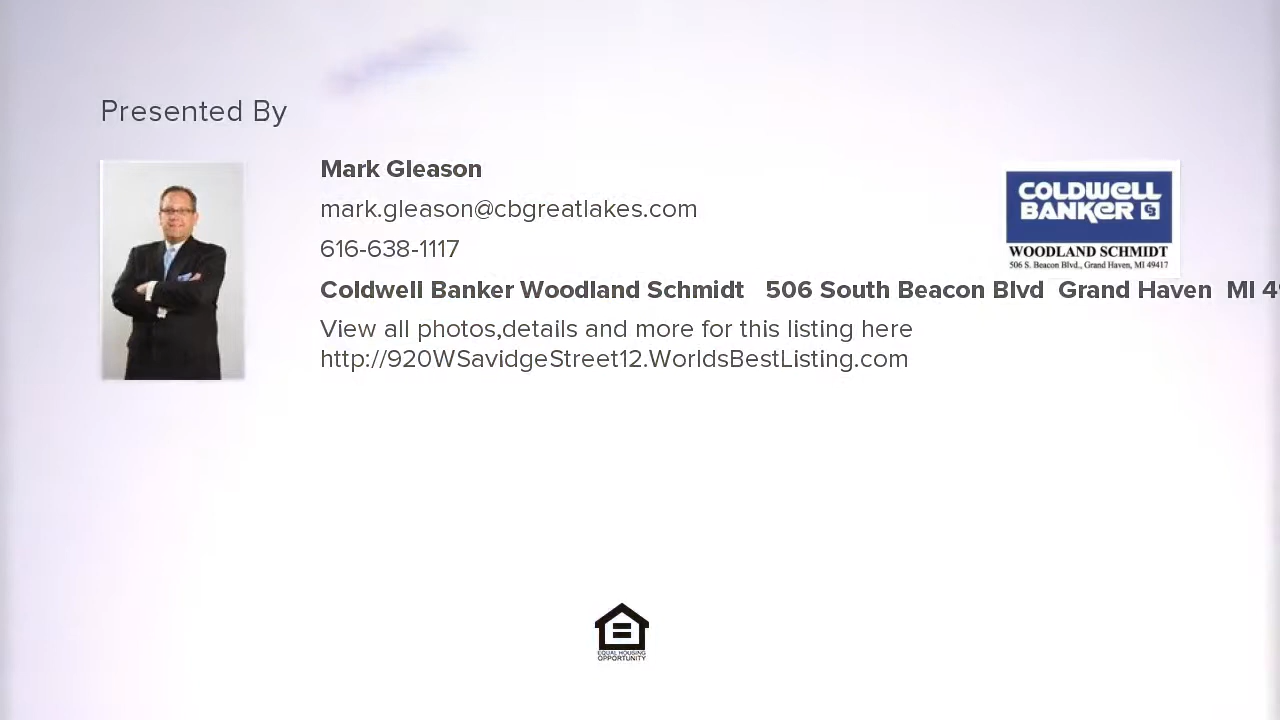 Presented By
Mark Gleason
mark.gleason@cbgreatlakes.com
616-638-1117
COLDWELL
BANKER
WOODLAND SCHMIDT
506 S. Beacon Blvd., Grand Haven, MI 49417
Coldwell Banker Woodland Schmidt 506 South Beacon Blvd Grand Haven MI 4
View all photos,details and more for this listing here
http://920WSavidgeStreet12.WorldsBestListing.com
EQUAL HOUSING
OPPORTUNITY